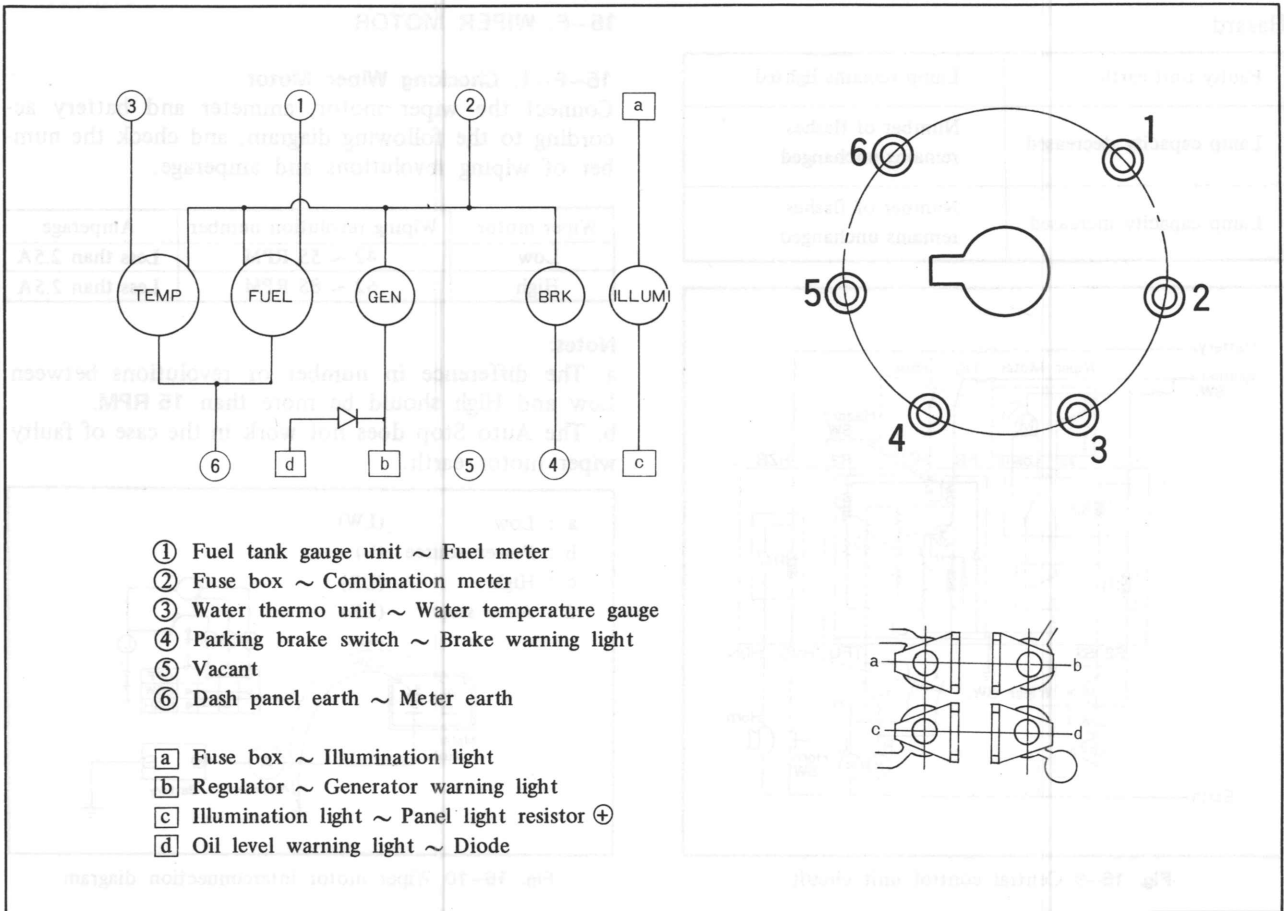 3 1 2 a
TEMP FUEL GEN BRK ILLUMI
6 d b 5 4 c
① Fuel tank gauge unit ~ Fuel meter
② Fuse box ~ Combination meter
③ Water thermo unit ~ Water temperature gauge
④ Parking brake switch ~ Brake warning light
⑤ Vacant
⑥ Dash panel earth ~ Meter earth
a Fuse box ~ Illumination light
b Regulator ~ Generator warning light
c Illumination light ~ Panel light resistor ⊕
d Oil level warning light ~ Diode
6 1
5 2
4 3
a b
c d